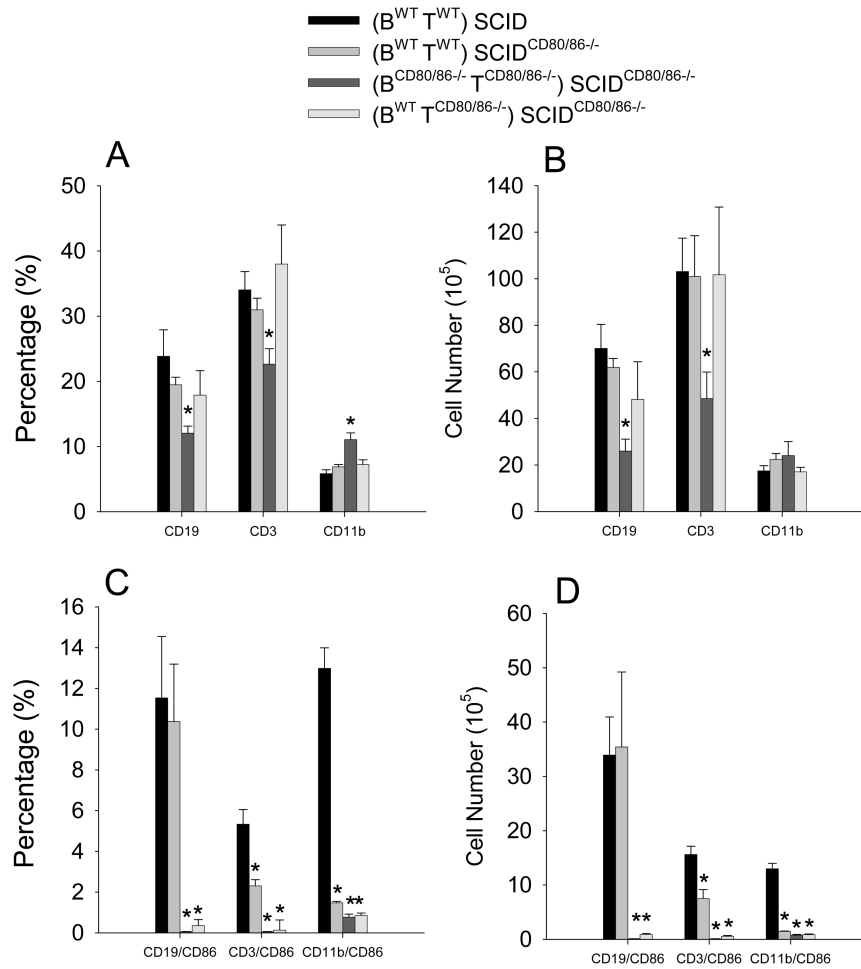 (B^WT T^WT) SCID
(B^WT T^WT) SCID^CD80/86-/-
(B^CD80/86-/- T^CD80/86-/-) SCID^CD80/86-/-
(B^WT T^CD80/86-/-) SCID^CD80/86-/-
A
Percentage (%)
50
40
30
20
10
0
* * *
CD19 CD3 CD11b
B
Cell Number (10^5)
140
120
100
80
60
40
20
0
* *
CD19 CD3 CD11b
C
Percentage (%)
16
14
12
10
8
6
4
2
0
** * * * * **
CD19/CD86 CD3/CD86 CD11b/CD86
D
Cell Number (10^5)
60
50
40
30
20
10
0
** * * * * * *
CD19/CD86 CD3/CD86 CD11b/CD86